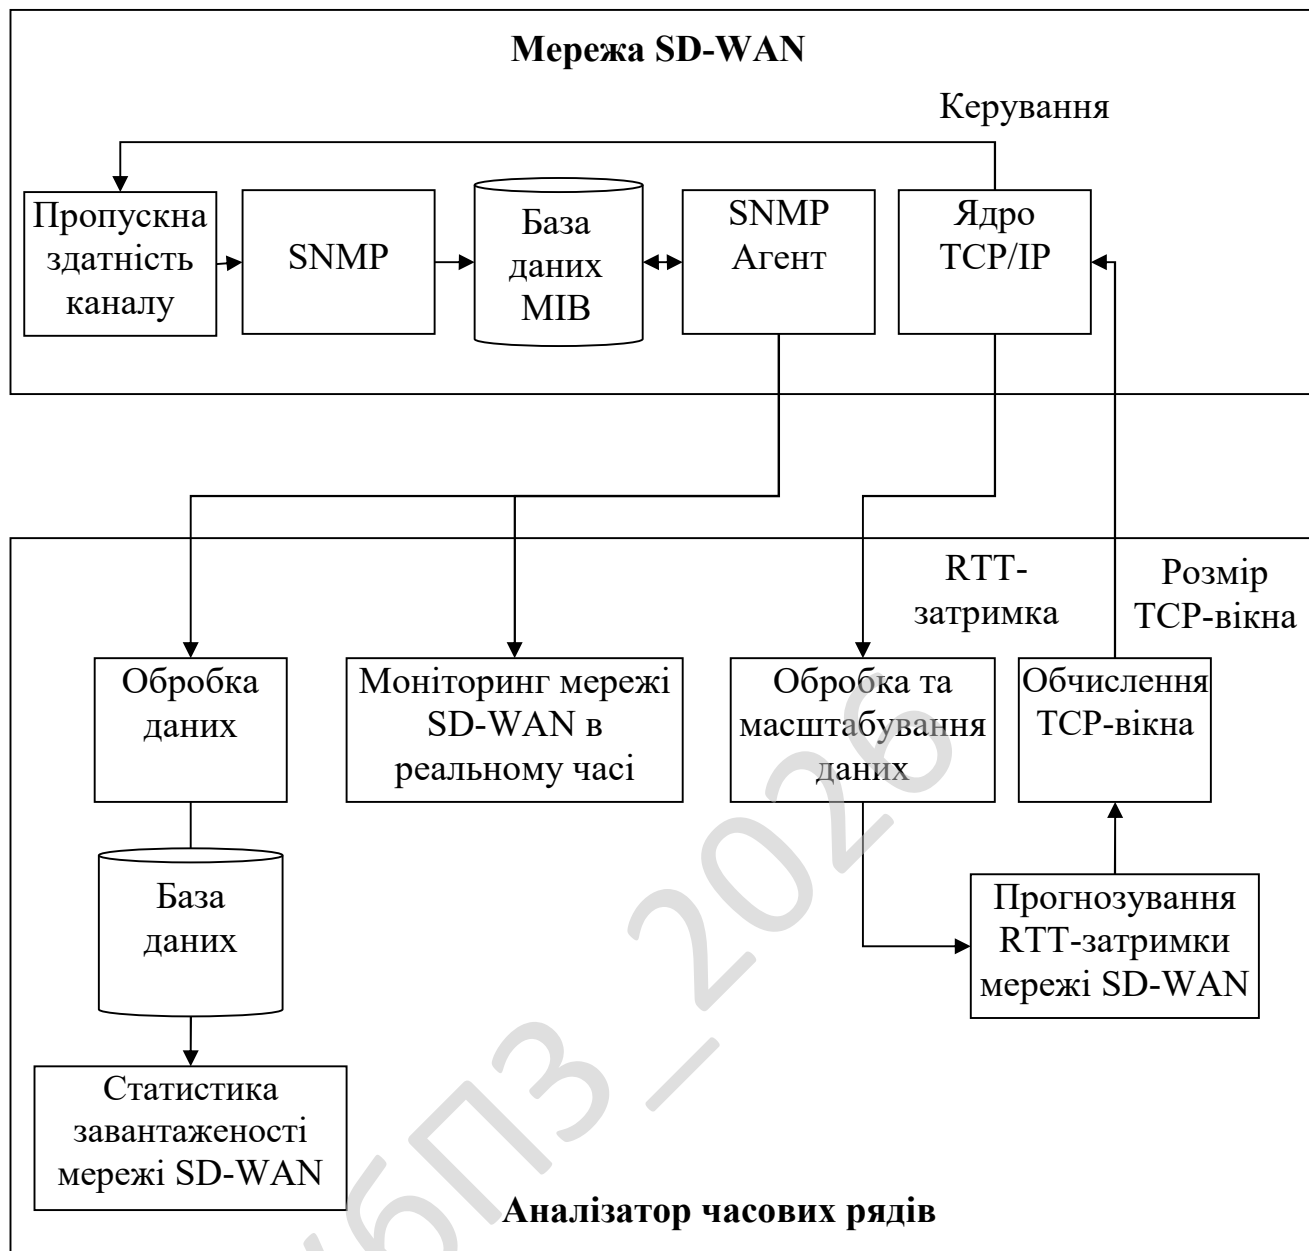 Мережа SD-WAN
Керування
Пропускна
здатність
каналу
SNMP
База
даних
MIB
SNMP
Агент
Ядро
TCP/IP
RTT-
затримка
Розмір
TCP-вікна
Обробка
даних
Моніторинг мережі
SD-WAN в
реальному часі
Обробка та
масштабування
даних
Обчислення
TCP-вікна
База
даних
Прогнозування
RTT-затримки
мережі SD-WAN
Статистика
завантаженості
мережі SD-WAN
Аналізатор часових рядів